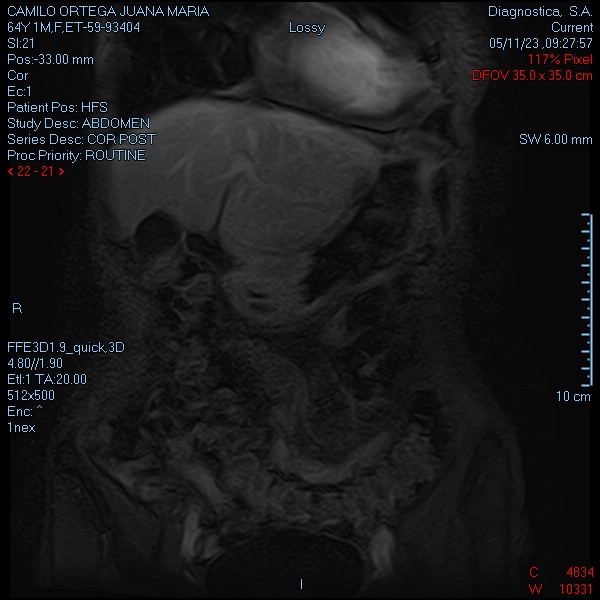 CAMILO ORTEGA JUANA MARIA
64Y 1M,F,ET-59-93404
Sl:21
Pos:-33.00 mm
Cor
Ec:1
Patient Pos: HFS
Study Desc: ABDOMEN
Series Desc: COR POST
Proc Priority: ROUTINE
< 22 - 21 >
Lossy
Diagnostica, S.A.
Current
05/11/23 ,09:27:57
117% Pixel
DFOV 35.0 x 35.0 cm
SW 6.00 mm
R
10 cm
FFE3D1.9_quick,3D
4.80//1.90
Etl:1 TA:20.00
512x500
Enc: ^
1nex
I
C 4834
W 10331